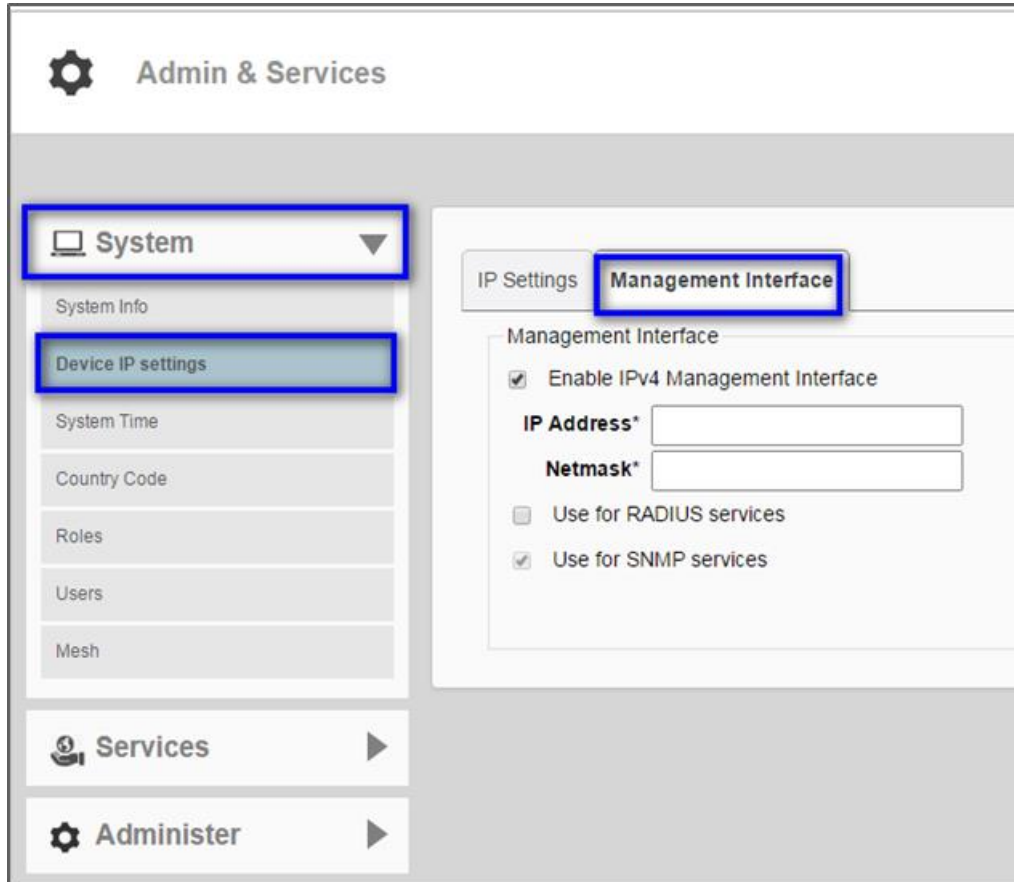 Admin & Services
System
System Info
Device IP settings
System Time
Country Code
Roles
Users
Mesh
Services
Administer
IP Settings
Management Interface
Management Interface
Enable IPv4 Management Interface
IP Address*
Netmask*
Use for RADIUS services
Use for SNMP services